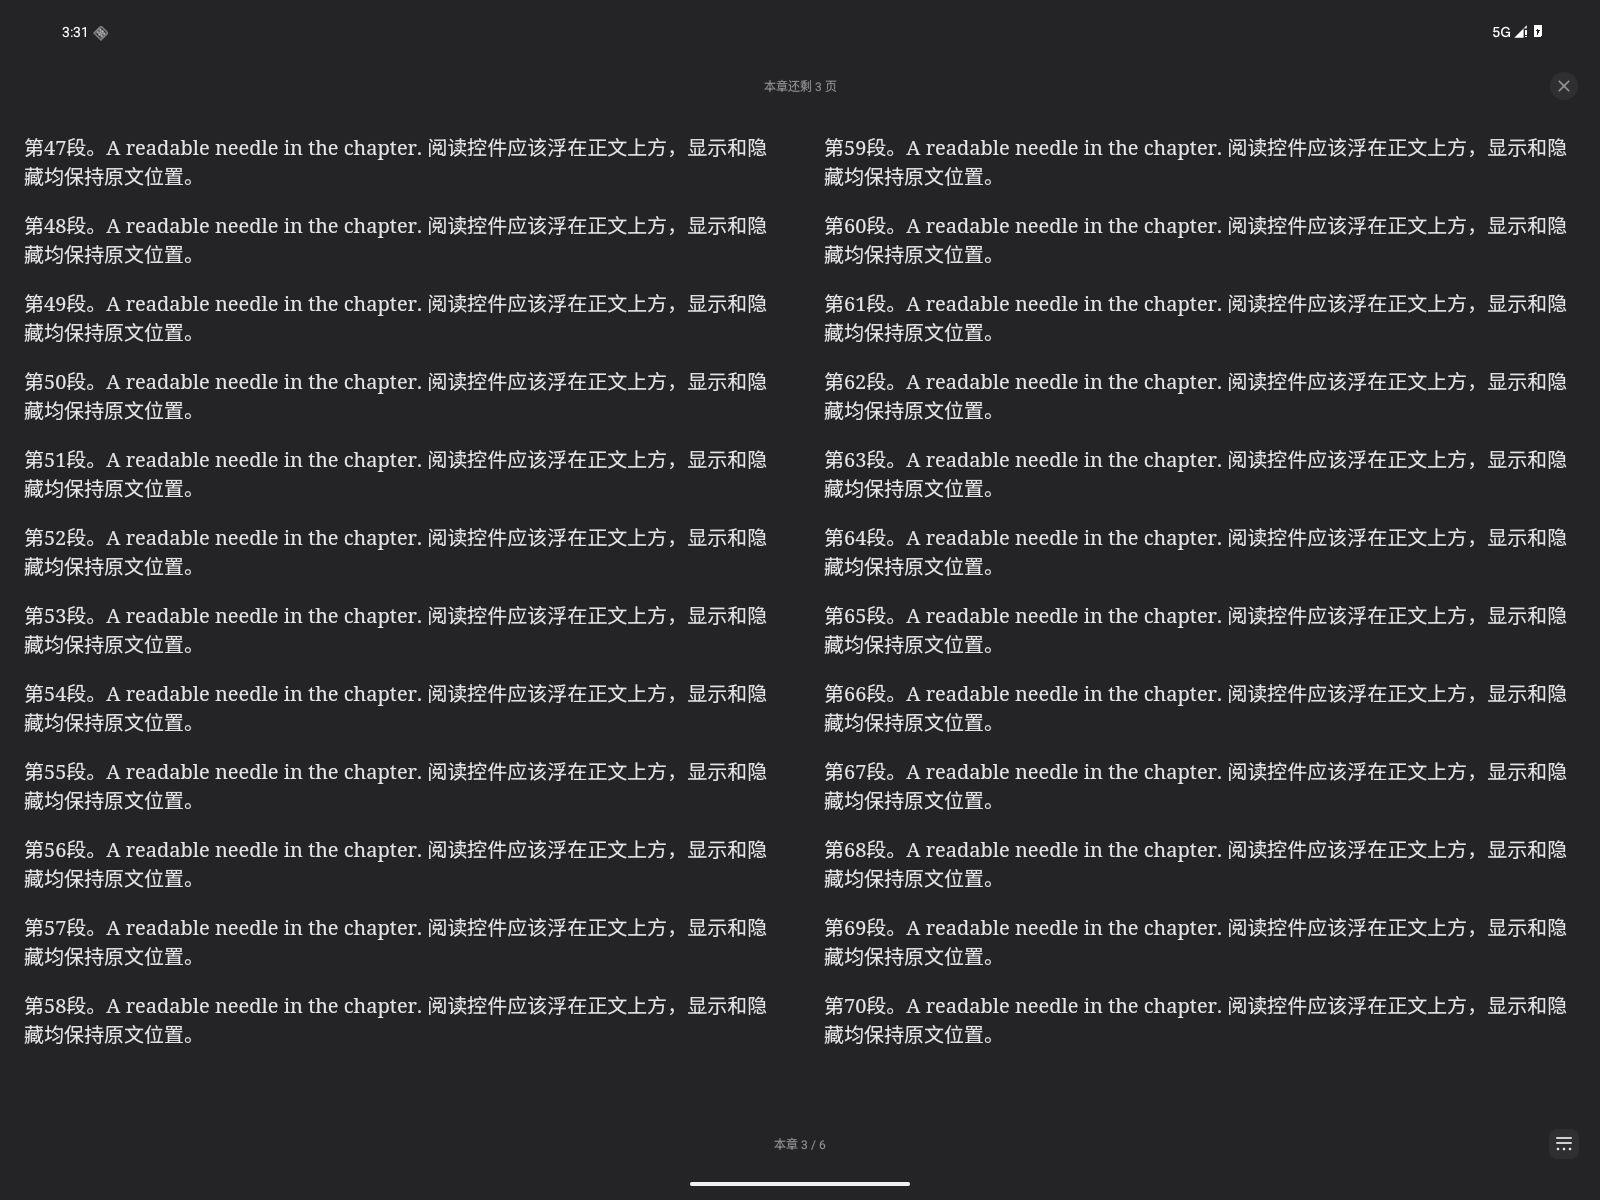 3:31
5G
本章还剩 3 页
第47段。A readable needle in the chapter. 阅读控件应该浮在正文上方，显示和隐
藏均保持原文位置。
第48段。A readable needle in the chapter. 阅读控件应该浮在正文上方，显示和隐
藏均保持原文位置。
第49段。A readable needle in the chapter. 阅读控件应该浮在正文上方，显示和隐
藏均保持原文位置。
第50段。A readable needle in the chapter. 阅读控件应该浮在正文上方，显示和隐
藏均保持原文位置。
第51段。A readable needle in the chapter. 阅读控件应该浮在正文上方，显示和隐
藏均保持原文位置。
第52段。A readable needle in the chapter. 阅读控件应该浮在正文上方，显示和隐
藏均保持原文位置。
第53段。A readable needle in the chapter. 阅读控件应该浮在正文上方，显示和隐
藏均保持原文位置。
第54段。A readable needle in the chapter. 阅读控件应该浮在正文上方，显示和隐
藏均保持原文位置。
第55段。A readable needle in the chapter. 阅读控件应该浮在正文上方，显示和隐
藏均保持原文位置。
第56段。A readable needle in the chapter. 阅读控件应该浮在正文上方，显示和隐
藏均保持原文位置。
第57段。A readable needle in the chapter. 阅读控件应该浮在正文上方，显示和隐
藏均保持原文位置。
第58段。A readable needle in the chapter. 阅读控件应该浮在正文上方，显示和隐
藏均保持原文位置。
第59段。A readable needle in the chapter. 阅读控件应该浮在正文上方，显示和隐
藏均保持原文位置。
第60段。A readable needle in the chapter. 阅读控件应该浮在正文上方，显示和隐
藏均保持原文位置。
第61段。A readable needle in the chapter. 阅读控件应该浮在正文上方，显示和隐
藏均保持原文位置。
第62段。A readable needle in the chapter. 阅读控件应该浮在正文上方，显示和隐
藏均保持原文位置。
第63段。A readable needle in the chapter. 阅读控件应该浮在正文上方，显示和隐
藏均保持原文位置。
第64段。A readable needle in the chapter. 阅读控件应该浮在正文上方，显示和隐
藏均保持原文位置。
第65段。A readable needle in the chapter. 阅读控件应该浮在正文上方，显示和隐
藏均保持原文位置。
第66段。A readable needle in the chapter. 阅读控件应该浮在正文上方，显示和隐
藏均保持原文位置。
第67段。A readable needle in the chapter. 阅读控件应该浮在正文上方，显示和隐
藏均保持原文位置。
第68段。A readable needle in the chapter. 阅读控件应该浮在正文上方，显示和隐
藏均保持原文位置。
第69段。A readable needle in the chapter. 阅读控件应该浮在正文上方，显示和隐
藏均保持原文位置。
第70段。A readable needle in the chapter. 阅读控件应该浮在正文上方，显示和隐
藏均保持原文位置。
本章 3 / 6